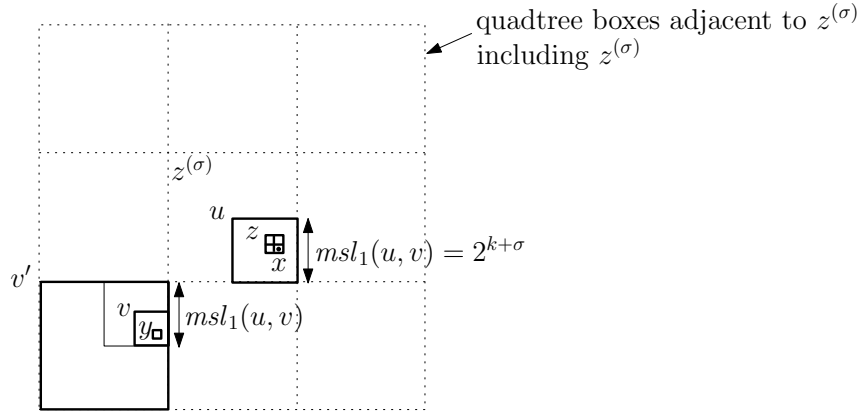 quadtree boxes adjacent to z^{(σ)}
including z^{(σ)}
z^{(σ)}
u
z
x
msl_1(u, v) = 2^{k+σ}
v′
v
y
msl_1(u, v)